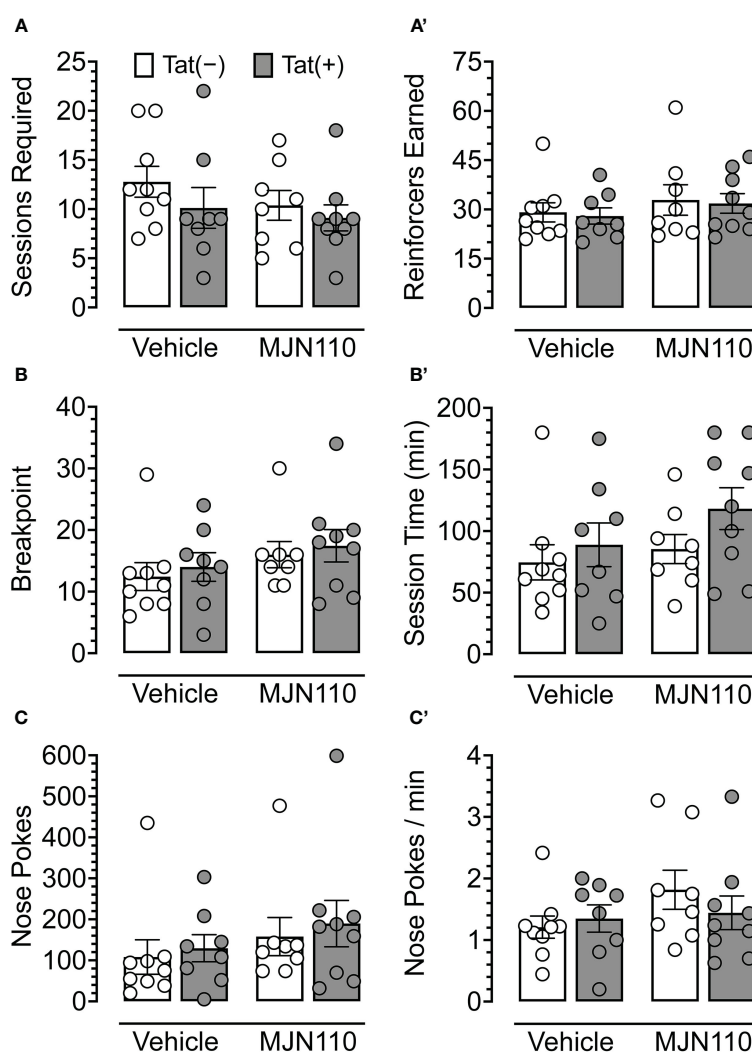 A
Sessions Required
25
20
15
10
5
0
Tat(−)
Tat(+)
Vehicle
MJN110
A'
Reinforcers Earned
75
60
45
30
15
0
Vehicle
MJN110
B
Breakpoint
40
30
20
10
0
Vehicle
MJN110
B'
Session Time (min)
200
150
100
50
0
Vehicle
MJN110
C
Nose Pokes
600
500
400
300
200
100
0
Vehicle
MJN110
C'
Nose Pokes / min
4
3
2
1
0
Vehicle
MJN110